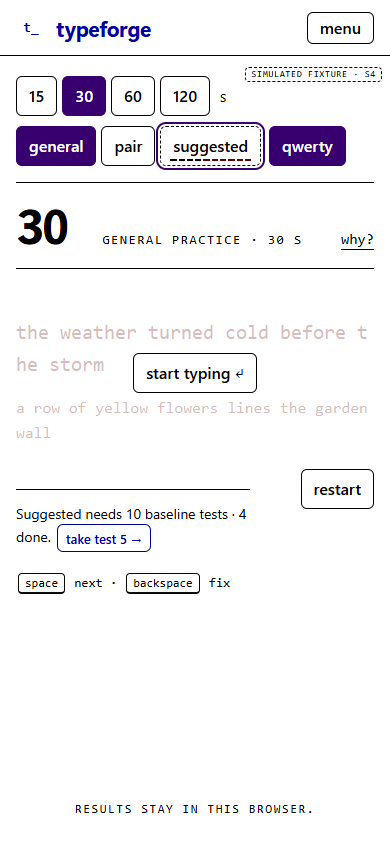 t_ typeforge menu
SIMULATED FIXTURE · S4
15 30 60 120 s
general pair suggested qwerty
30 GENERAL PRACTICE · 30 S why?
the weather turned cold before t
he storm
start typing ↲
a row of yellow flowers lines the garden
wall
restart
Suggested needs 10 baseline tests · 4
done. take test 5 →
space next · backspace fix
RESULTS STAY IN THIS BROWSER.